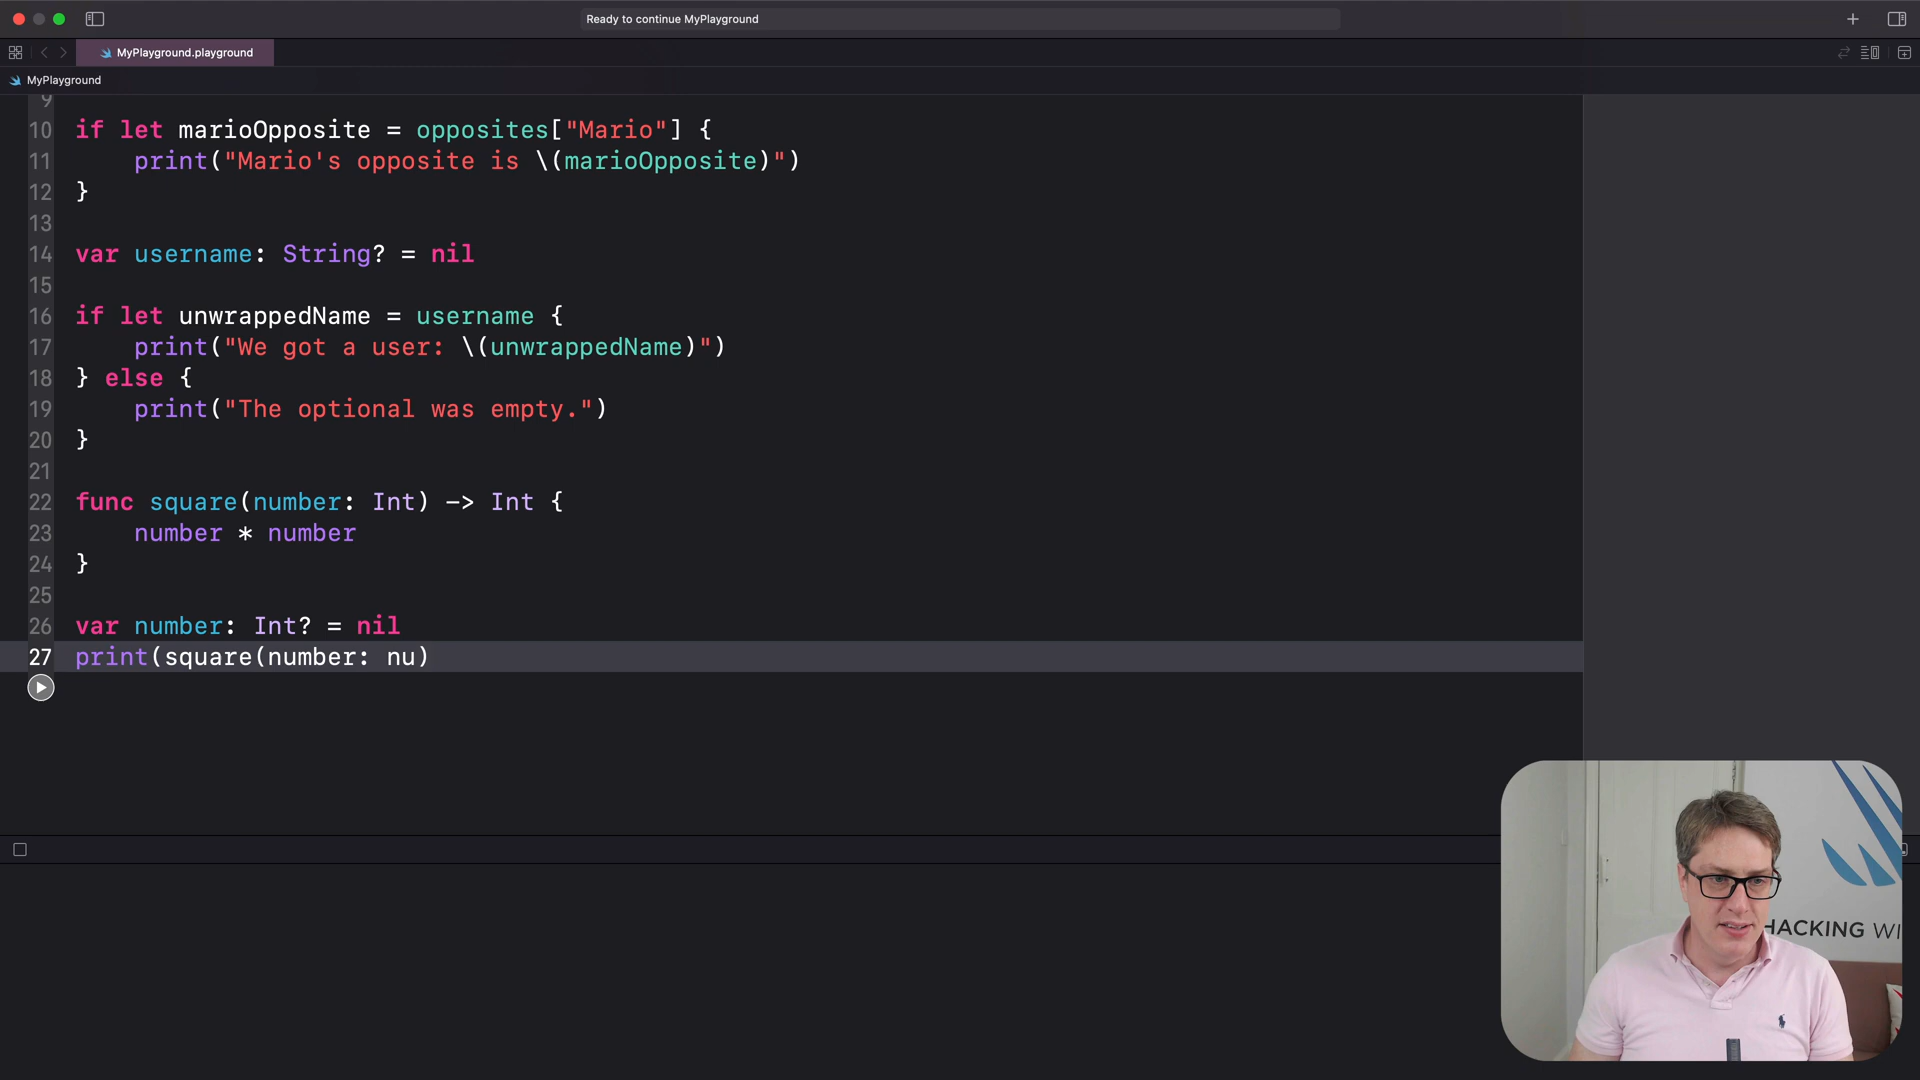 Ready to continue MyPlayground
MyPlayground.playground
MyPlayground
9
10 if let marioOpposite = opposites["Mario"] {
11     print("Mario's opposite is \(marioOpposite)")
12 }
13
14 var username: String? = nil
15
16 if let unwrappedName = username {
17     print("We got a user: \(unwrappedName)")
18 } else {
19     print("The optional was empty.")
20 }
21
22 func square(number: Int) -> Int {
23     number * number
24 }
25
26 var number: Int? = nil
27 print(square(number: nu)
HACKING WI